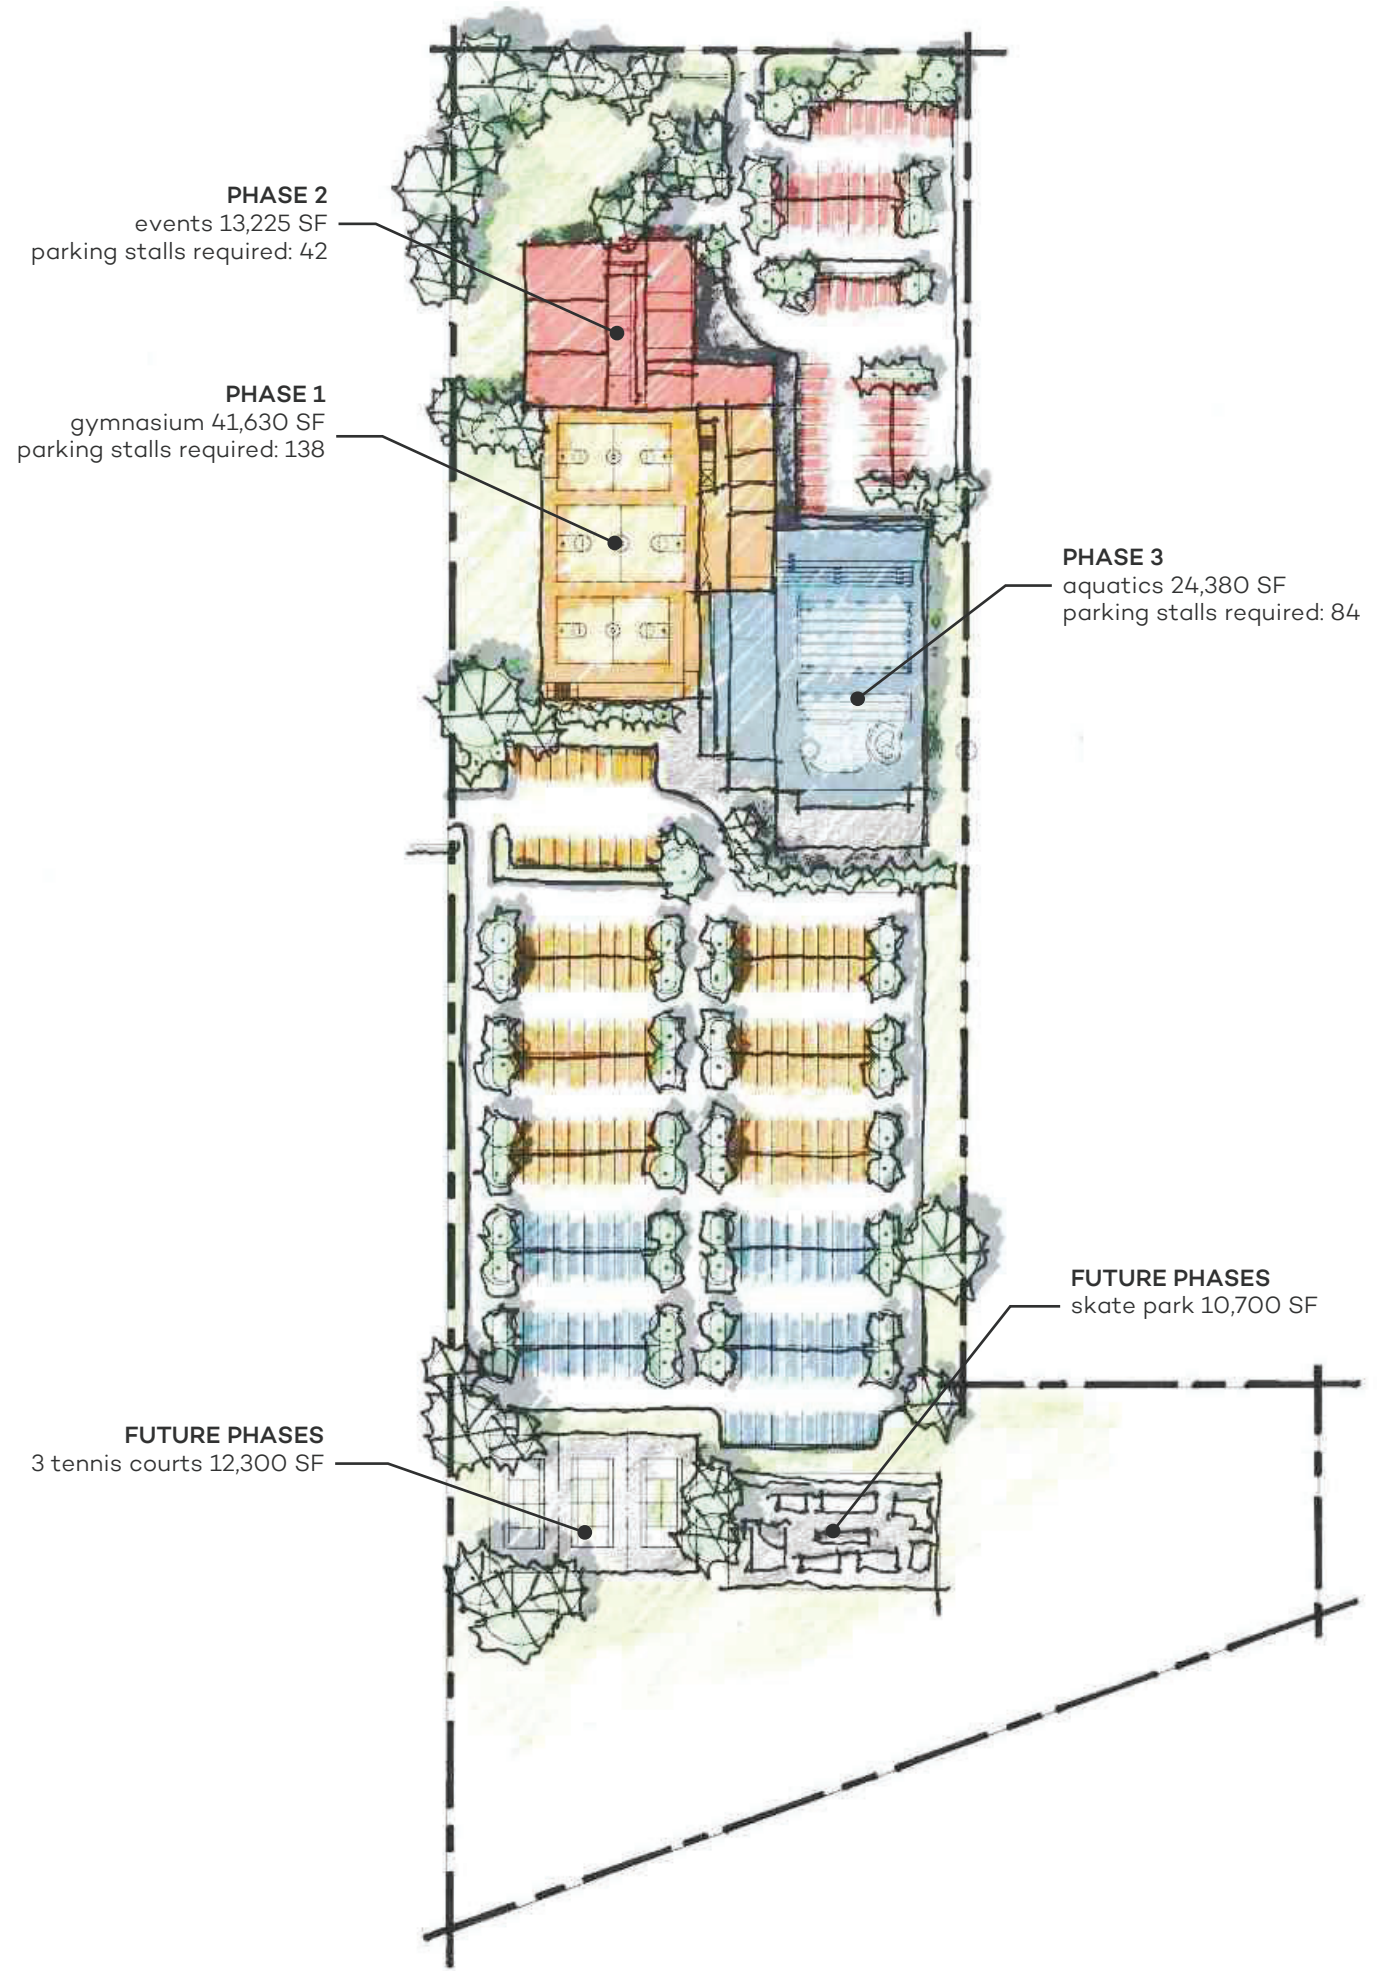 PHASE 2
events 13,225 SF
parking stalls required: 42
PHASE 1
gymnasium 41,630 SF
parking stalls required: 138
PHASE 3
aquatics 24,380 SF
parking stalls required: 84
FUTURE PHASES
skate park 10,700 SF
FUTURE PHASES
3 tennis courts 12,300 SF